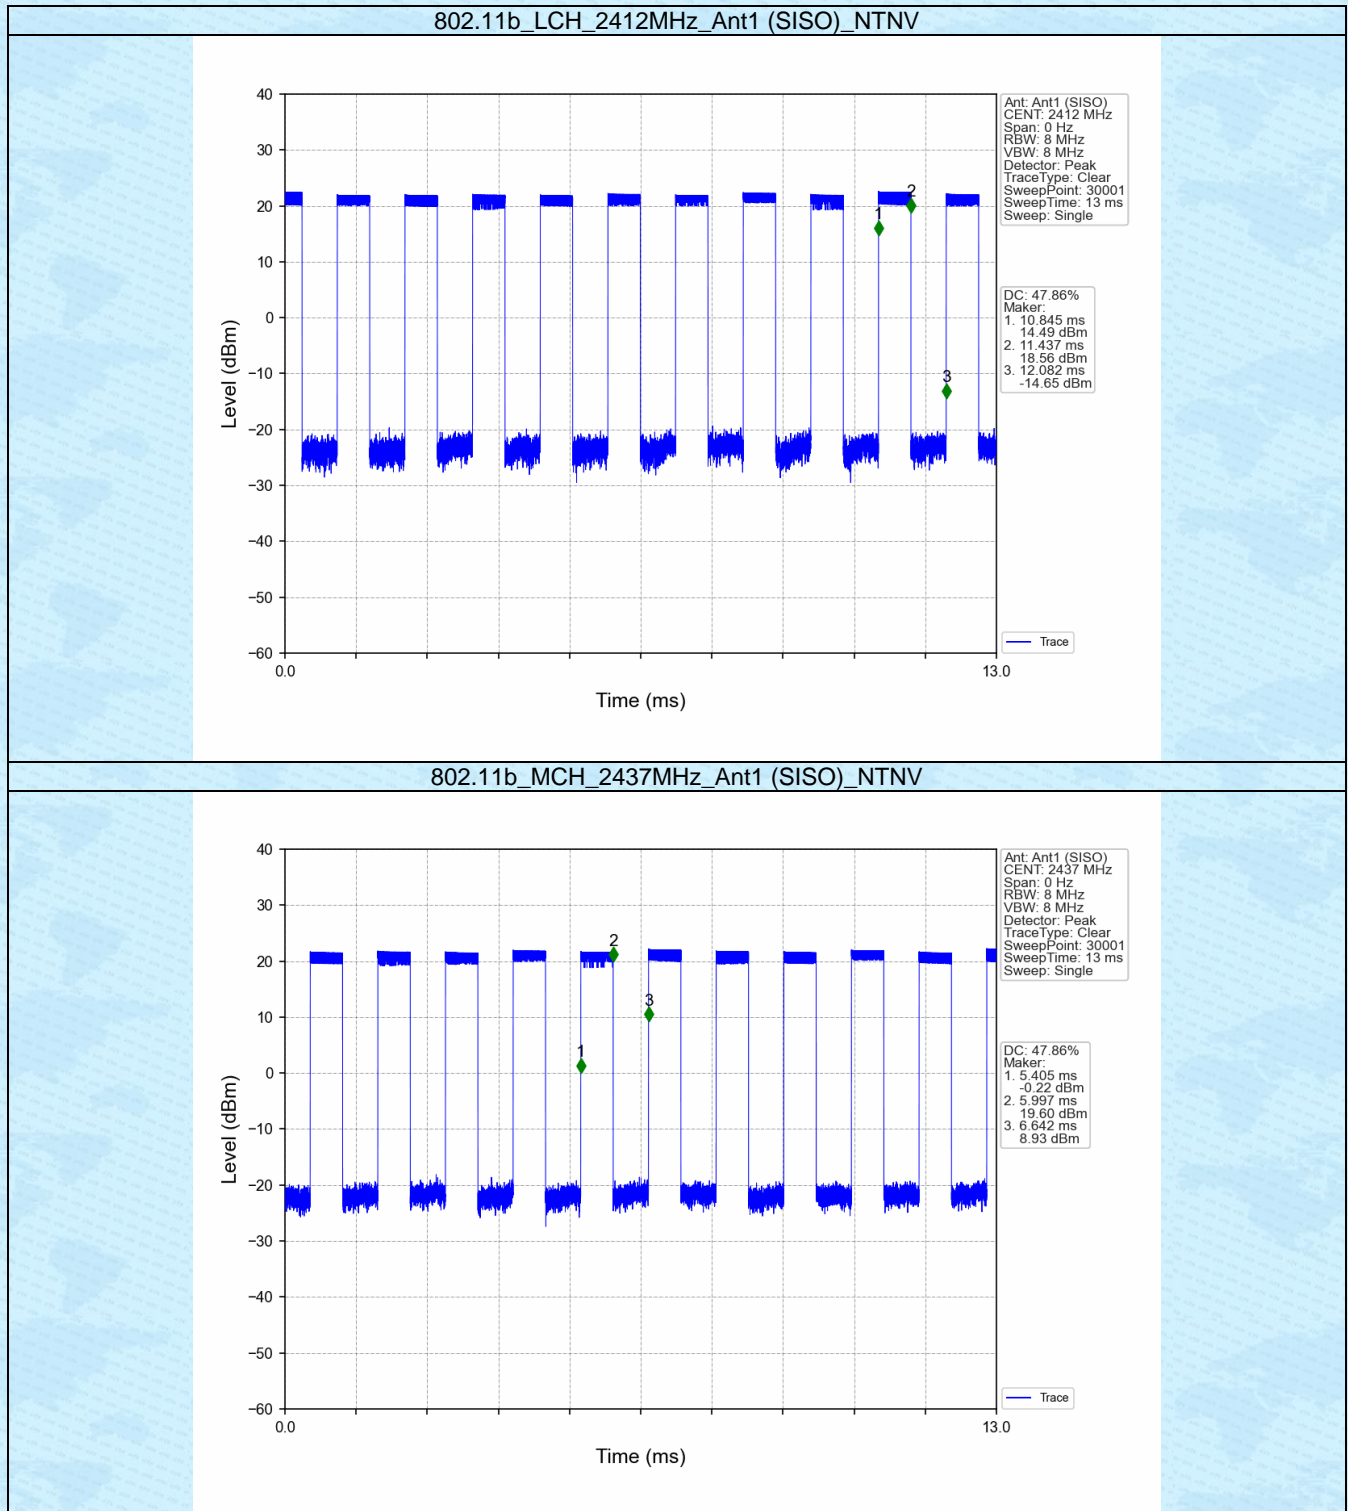 802.11b_LCH_2412MHz_Ant1 (SISO)_NTNV
40
30
20
10
0
−10
−20
−30
−40
−50
−60
Level (dBm)
0.0
13.0
Time (ms)
1
2
3
Ant: Ant1 (SISO)
CENT: 2412 MHz
Span: 0 Hz
RBW: 8 MHz
VBW: 8 MHz
Detector: Peak
TraceType: Clear
SweepPoint: 30001
SweepTime: 13 ms
Sweep: Single
DC: 47.86%
Maker:
1. 10.845 ms
14.49 dBm
2. 11.437 ms
18.56 dBm
3. 12.082 ms
-14.65 dBm
Trace
802.11b_MCH_2437MHz_Ant1 (SISO)_NTNV
40
30
20
10
0
−10
−20
−30
−40
−50
−60
Level (dBm)
0.0
13.0
Time (ms)
1
2
3
Ant: Ant1 (SISO)
CENT: 2437 MHz
Span: 0 Hz
RBW: 8 MHz
VBW: 8 MHz
Detector: Peak
TraceType: Clear
SweepPoint: 30001
SweepTime: 13 ms
Sweep: Single
DC: 47.86%
Maker:
1. 5.405 ms
-0.22 dBm
2. 5.997 ms
19.60 dBm
3. 6.642 ms
8.93 dBm
Trace